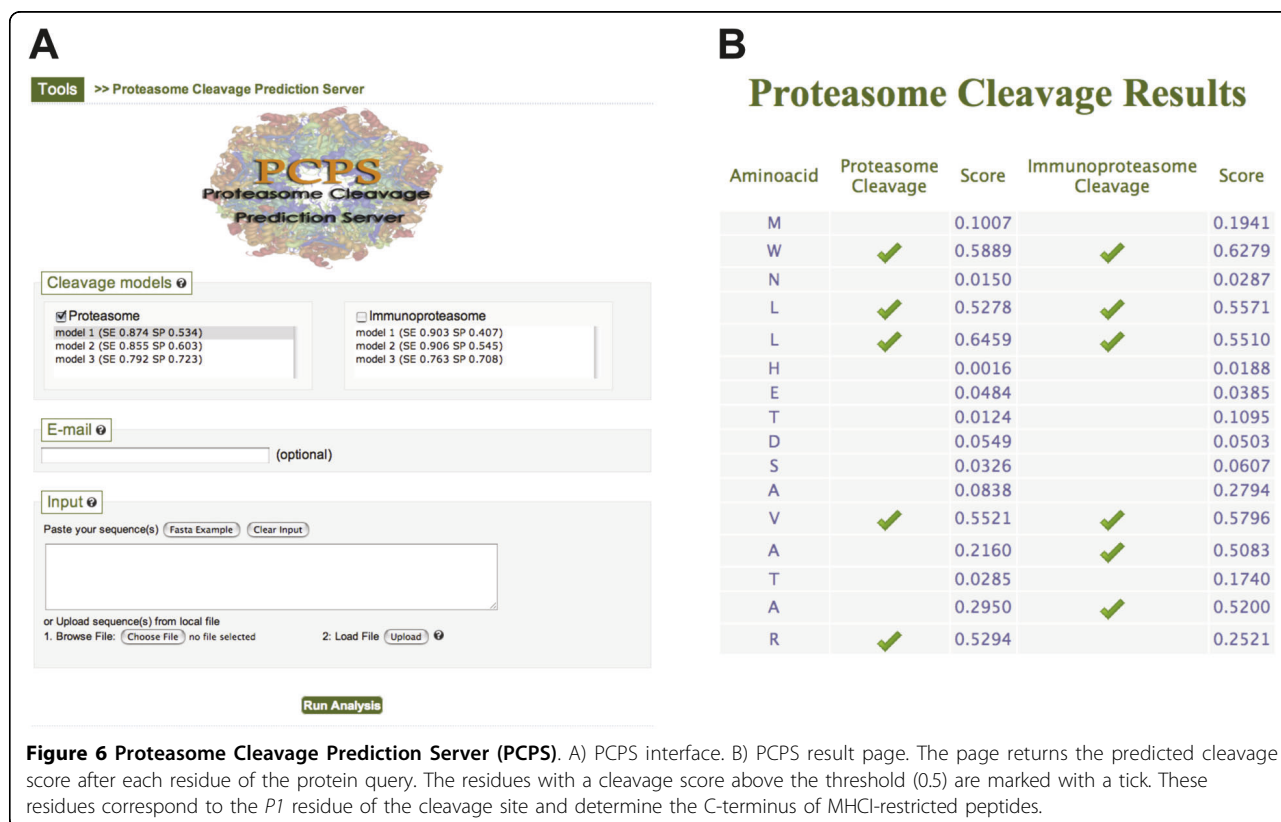 A
Tools >> Proteasome Cleavage Prediction Server
PCPS
Proteasome Cleavage
Prediction Server
Cleavage models ?
Proteasome
model 1 (SE 0.874 SP 0.534)
model 2 (SE 0.855 SP 0.603)
model 3 (SE 0.792 SP 0.723)
Immunoproteasome
model 1 (SE 0.903 SP 0.407)
model 2 (SE 0.906 SP 0.545)
model 3 (SE 0.763 SP 0.708)
E-mail ?
(optional)
Input ?
Paste your sequence(s) Fasta Example Clear Input
or Upload sequence(s) from local file
1. Browse File: Choose File no file selected 2: Load File Upload ?
Run Analysis
B
Proteasome Cleavage Results
Aminoacid Proteasome Cleavage Score Immunoproteasome Cleavage Score
M 0.1007 0.1941
W ✓ 0.5889 ✓ 0.6279
N 0.0150 0.0287
L ✓ 0.5278 ✓ 0.5571
L ✓ 0.6459 ✓ 0.5510
H 0.0016 0.0188
E 0.0484 0.0385
T 0.0124 0.1095
D 0.0549 0.0503
S 0.0326 0.0607
A 0.0838 0.2794
V ✓ 0.5521 ✓ 0.5796
A 0.2160 ✓ 0.5083
T 0.0285 0.1740
A 0.2950 ✓ 0.5200
R ✓ 0.5294 0.2521
Figure 6 Proteasome Cleavage Prediction Server (PCPS). A) PCPS interface. B) PCPS result page. The page returns the predicted cleavage
score after each residue of the protein query. The residues with a cleavage score above the threshold (0.5) are marked with a tick. These
residues correspond to the P1 residue of the cleavage site and determine the C-terminus of MHCI-restricted peptides.